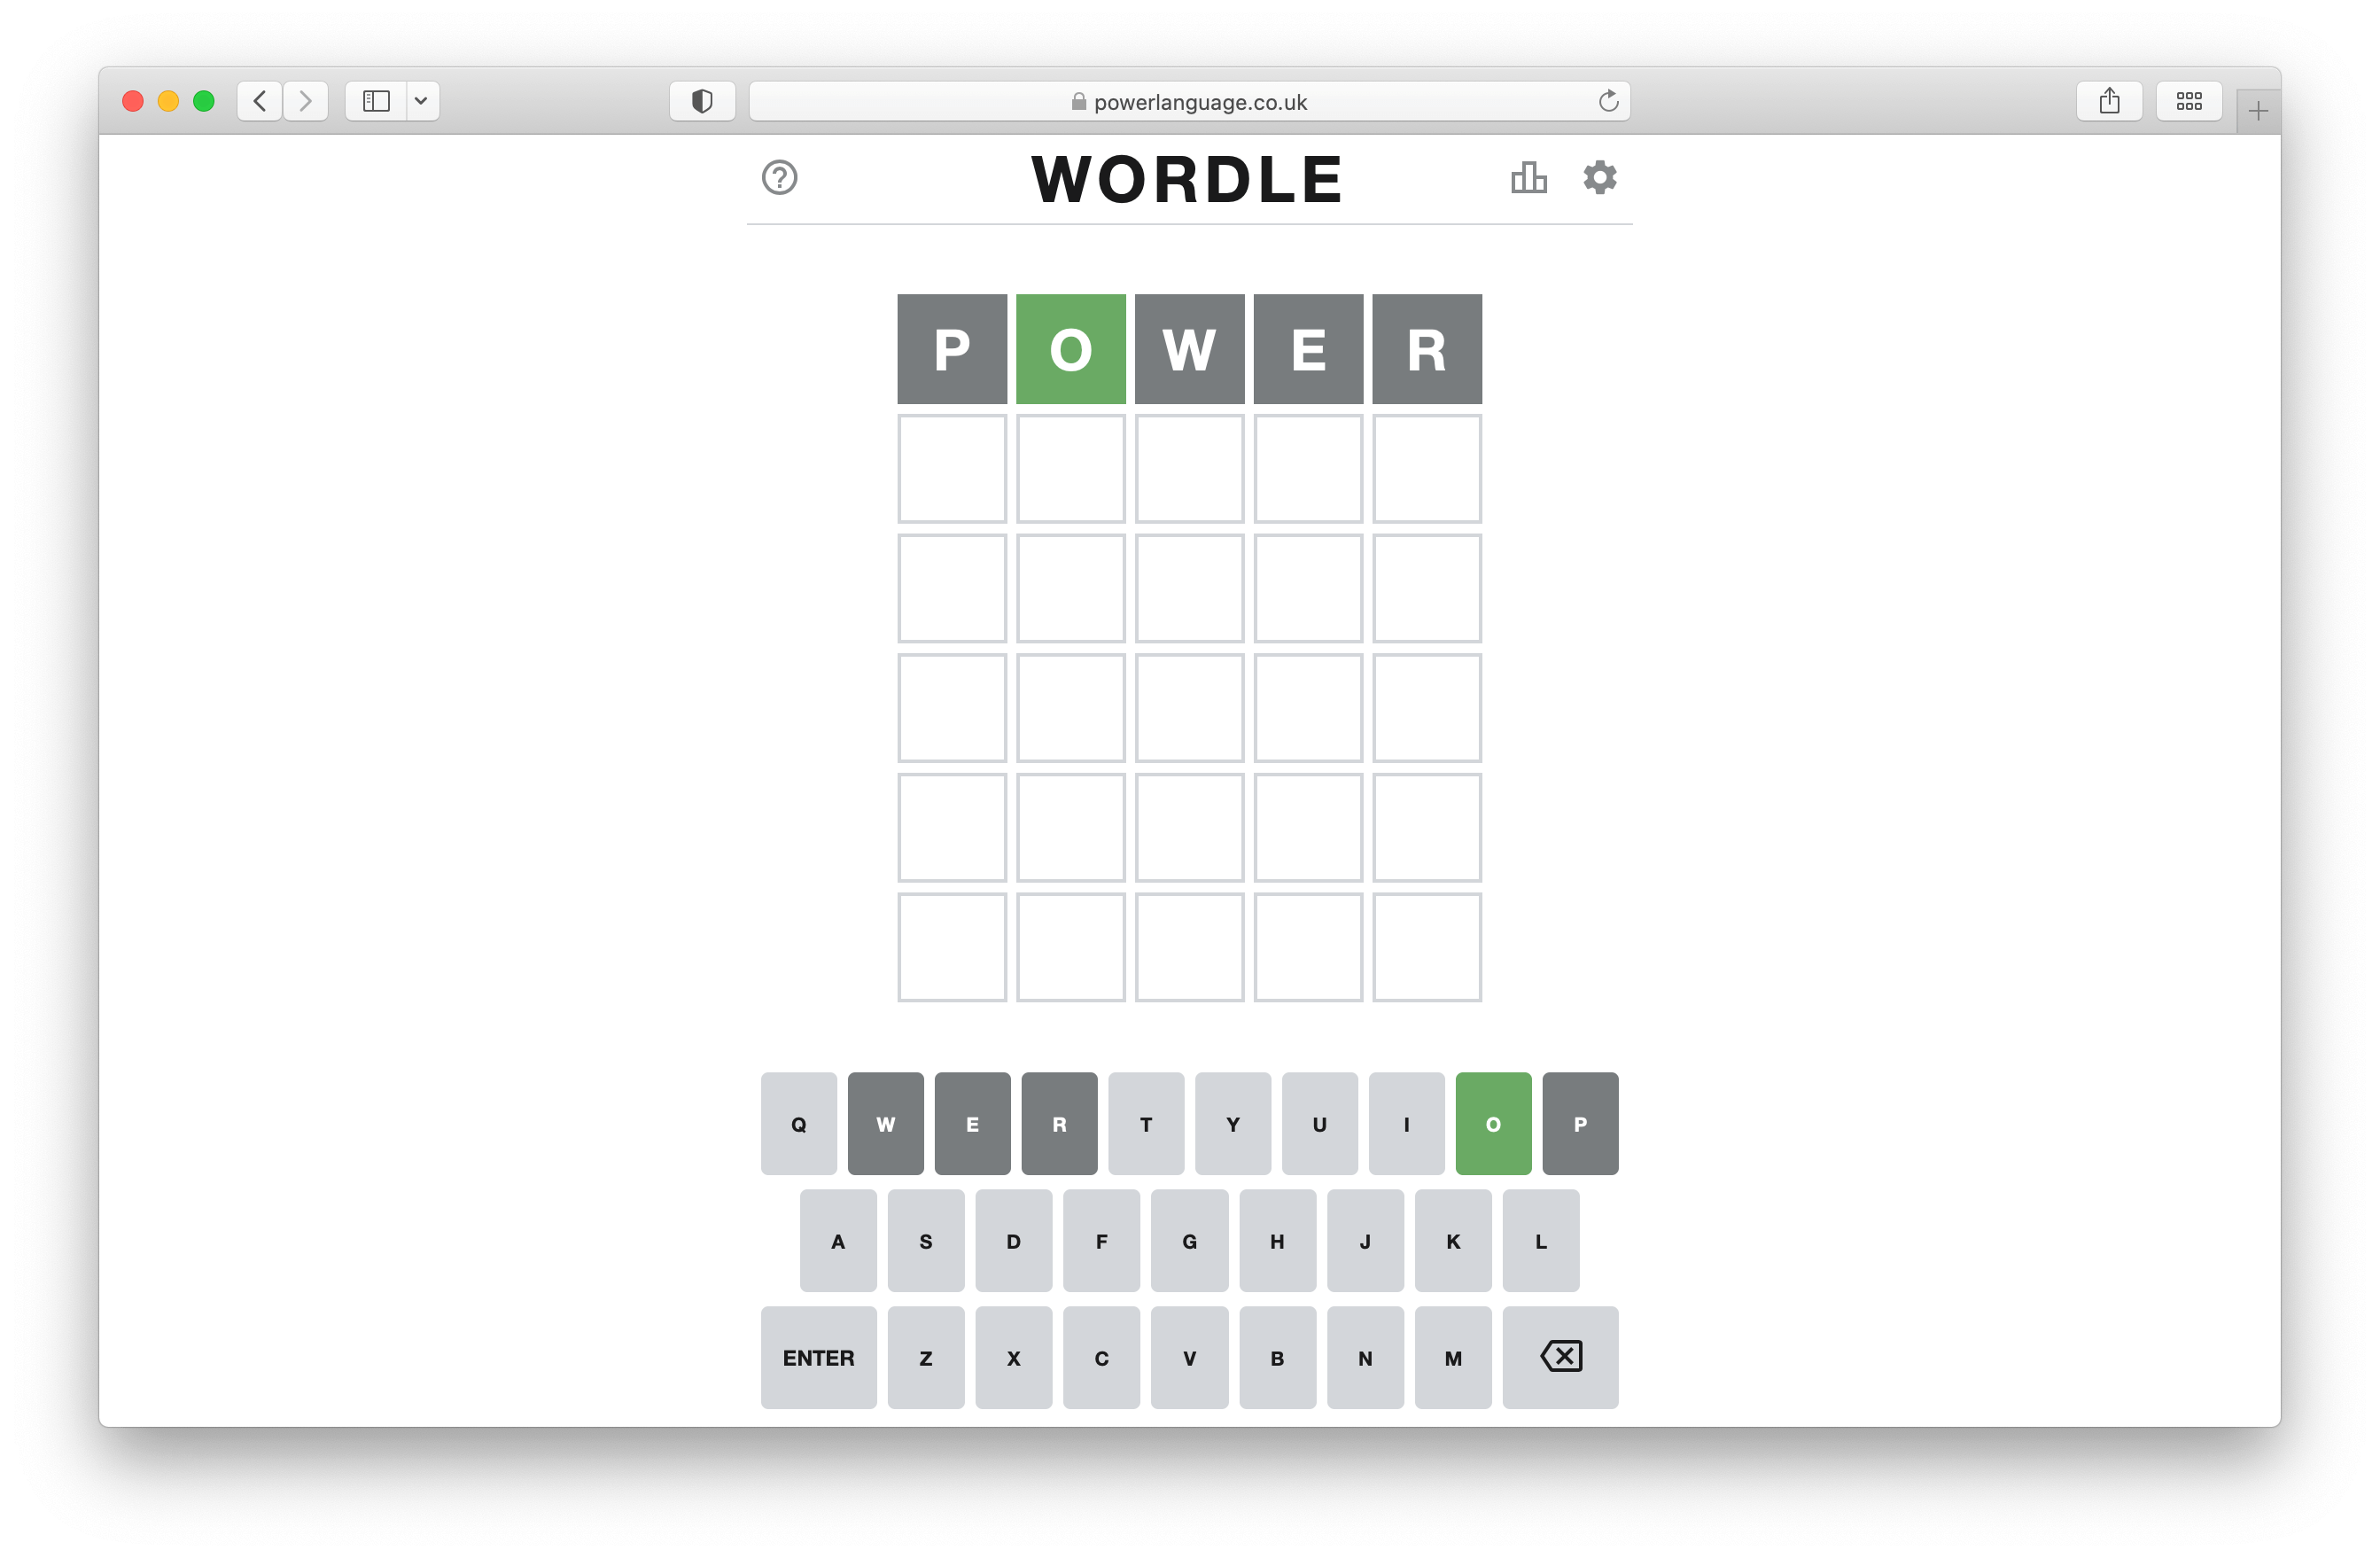 powerlanguage.co.uk
WORDLE
P O W E R
Q W E R T Y U I O P
A S D F G H J K L
ENTER Z X C V B N M